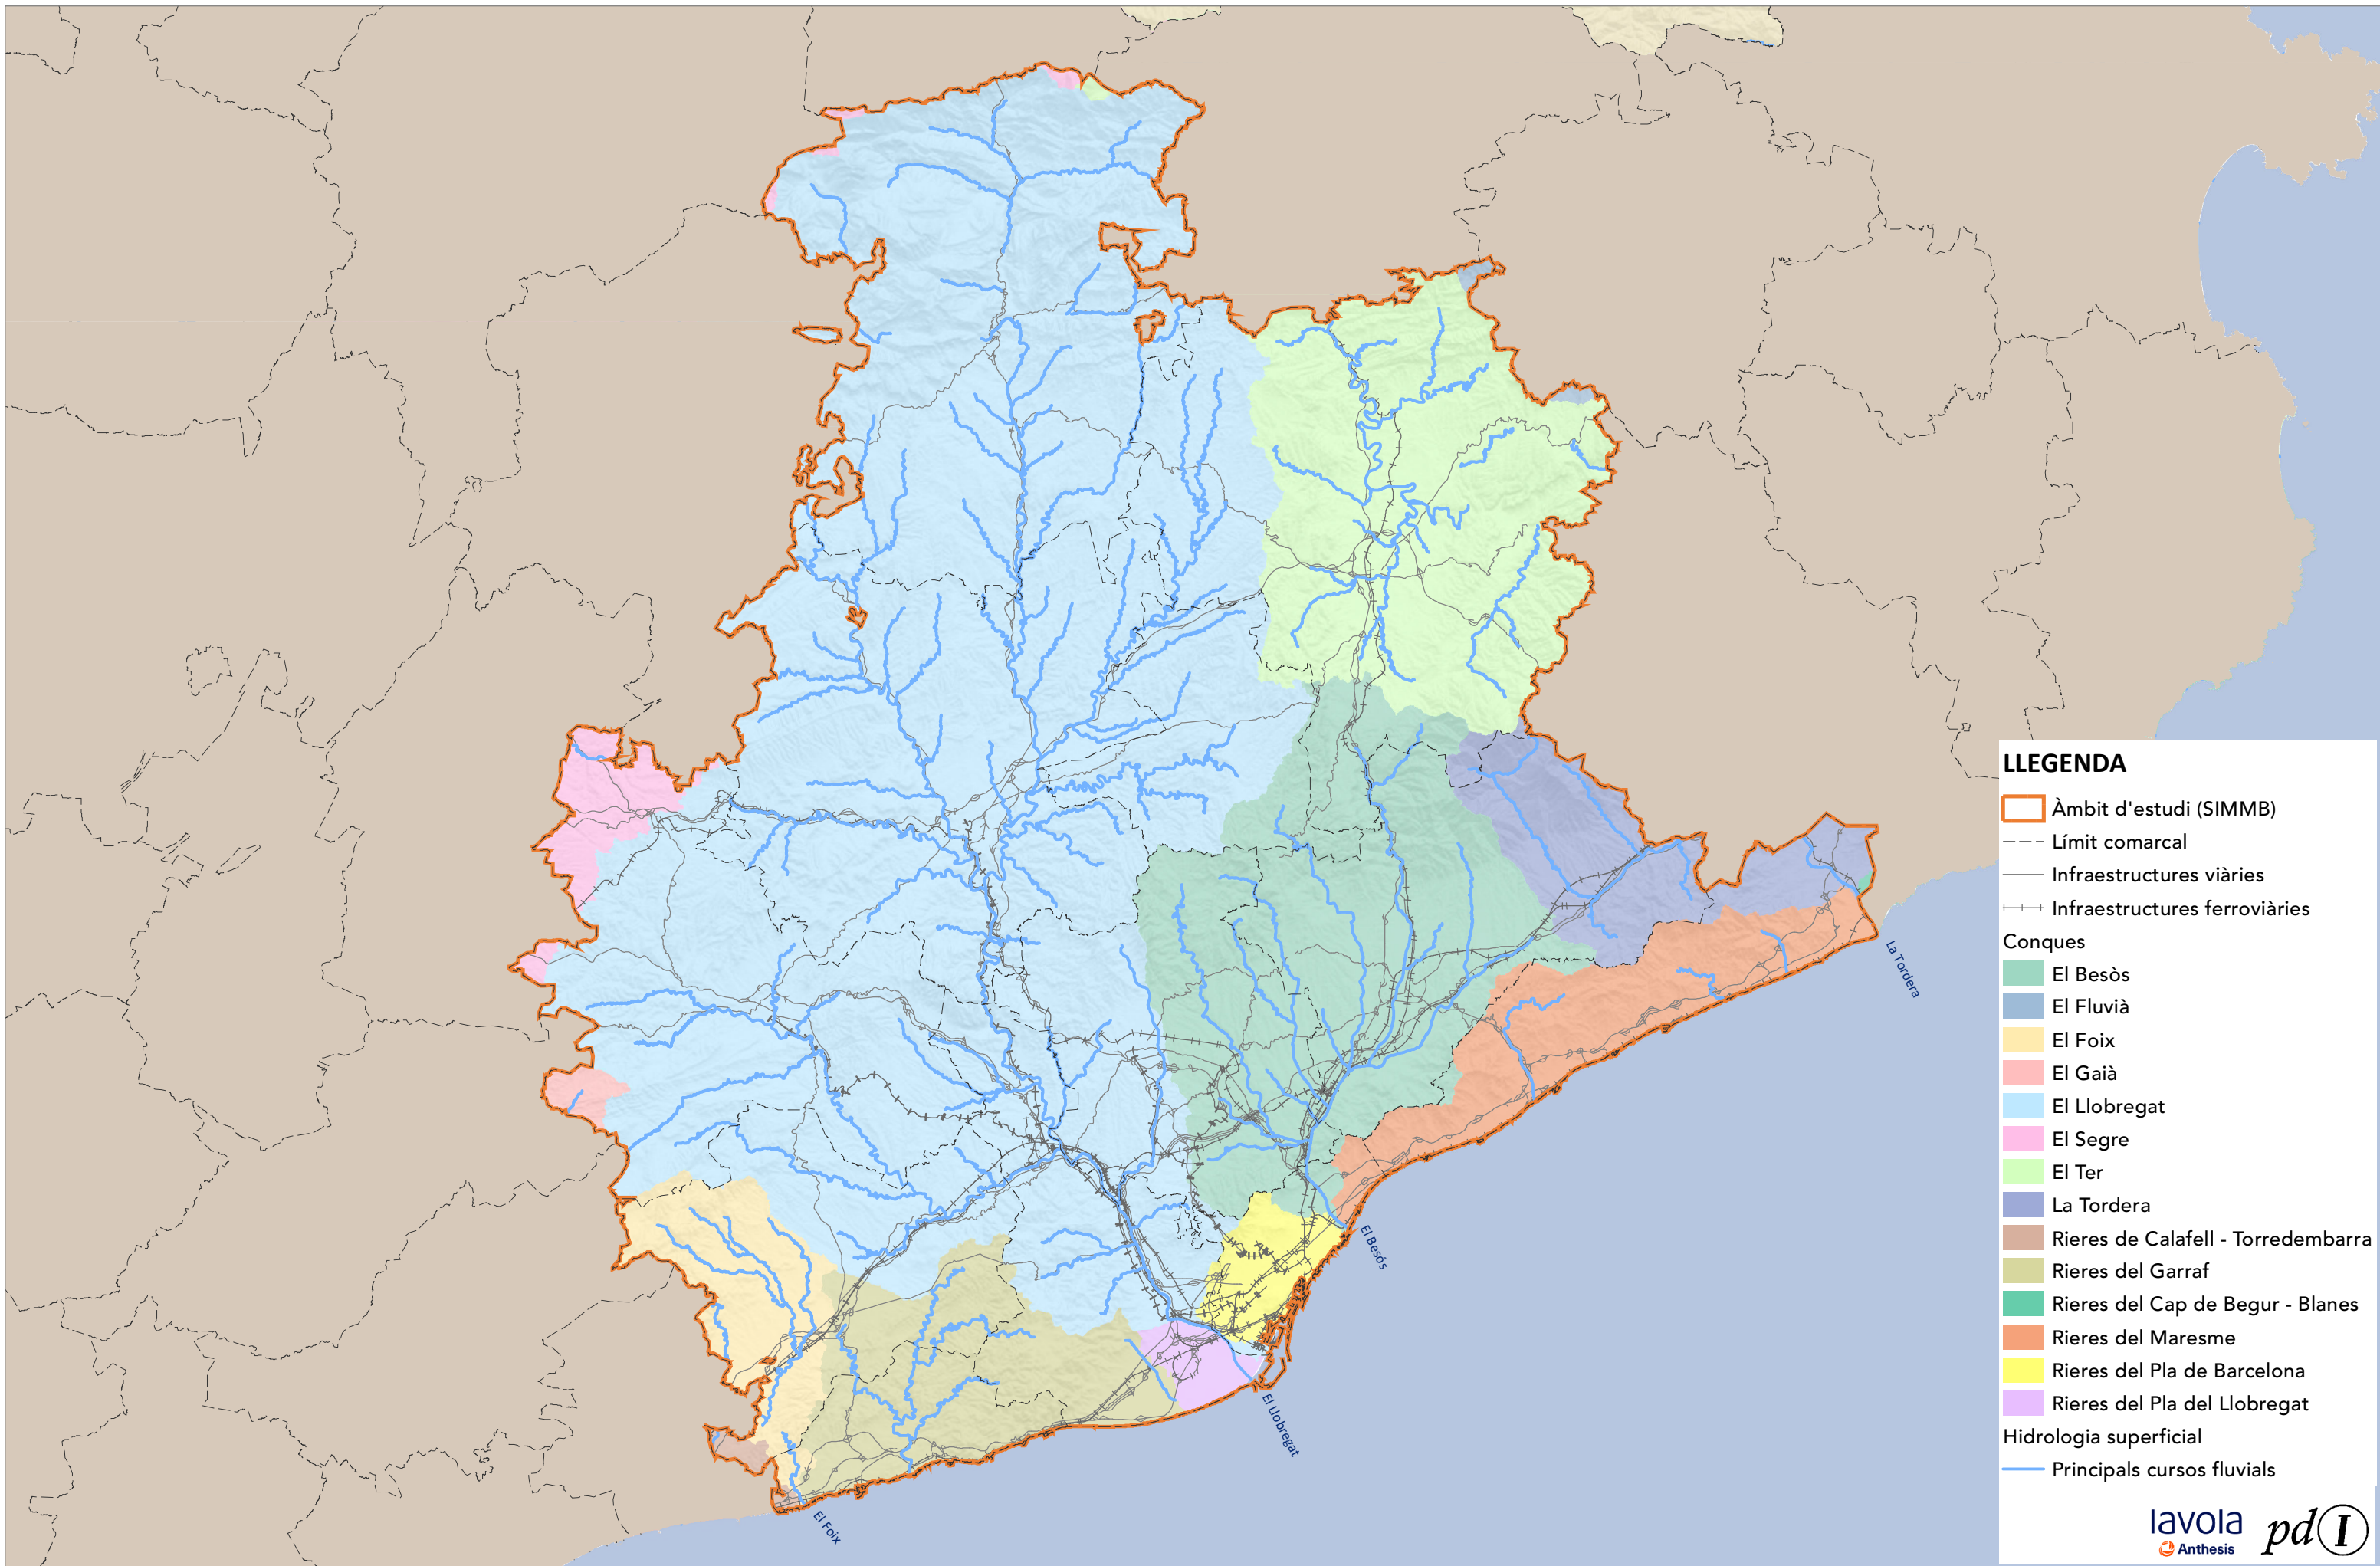 La Tordera
El Besós
El Llobregat
El Foix
LLEGENDA
Àmbit d'estudi (SIMMB)
Límit comarcal
Infraestructures viàries
Infraestructures ferroviàries
Conques
El Besòs
El Fluvià
El Foix
El Gaià
El Llobregat
El Segre
El Ter
La Tordera
Rieres de Calafell - Torredembarra
Rieres del Garraf
Rieres del Cap de Begur - Blanes
Rieres del Maresme
Rieres del Pla de Barcelona
Rieres del Pla del Llobregat
Hidrologia superficial
Principals cursos fluvials
lavola
Anthesis
pd I